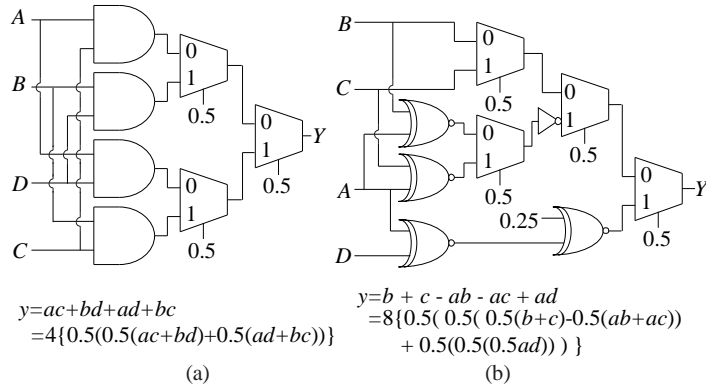 A
B
D
C
0
1
0.5
0
1
0.5
0
1
0.5
Y
y=ac+bd+ad+bc
=4{0.5(0.5(ac+bd)+0.5(ad+bc))}
(a)
B
C
A
D
0
1
0.5
0
1
0.5
0
1
0.5
0.25
0
1
0.5
Y
y=b + c - ab - ac + ad
=8{0.5( 0.5( 0.5(b+c)-0.5(ab+ac))
+ 0.5(0.5(0.5ad)) ) }
(b)